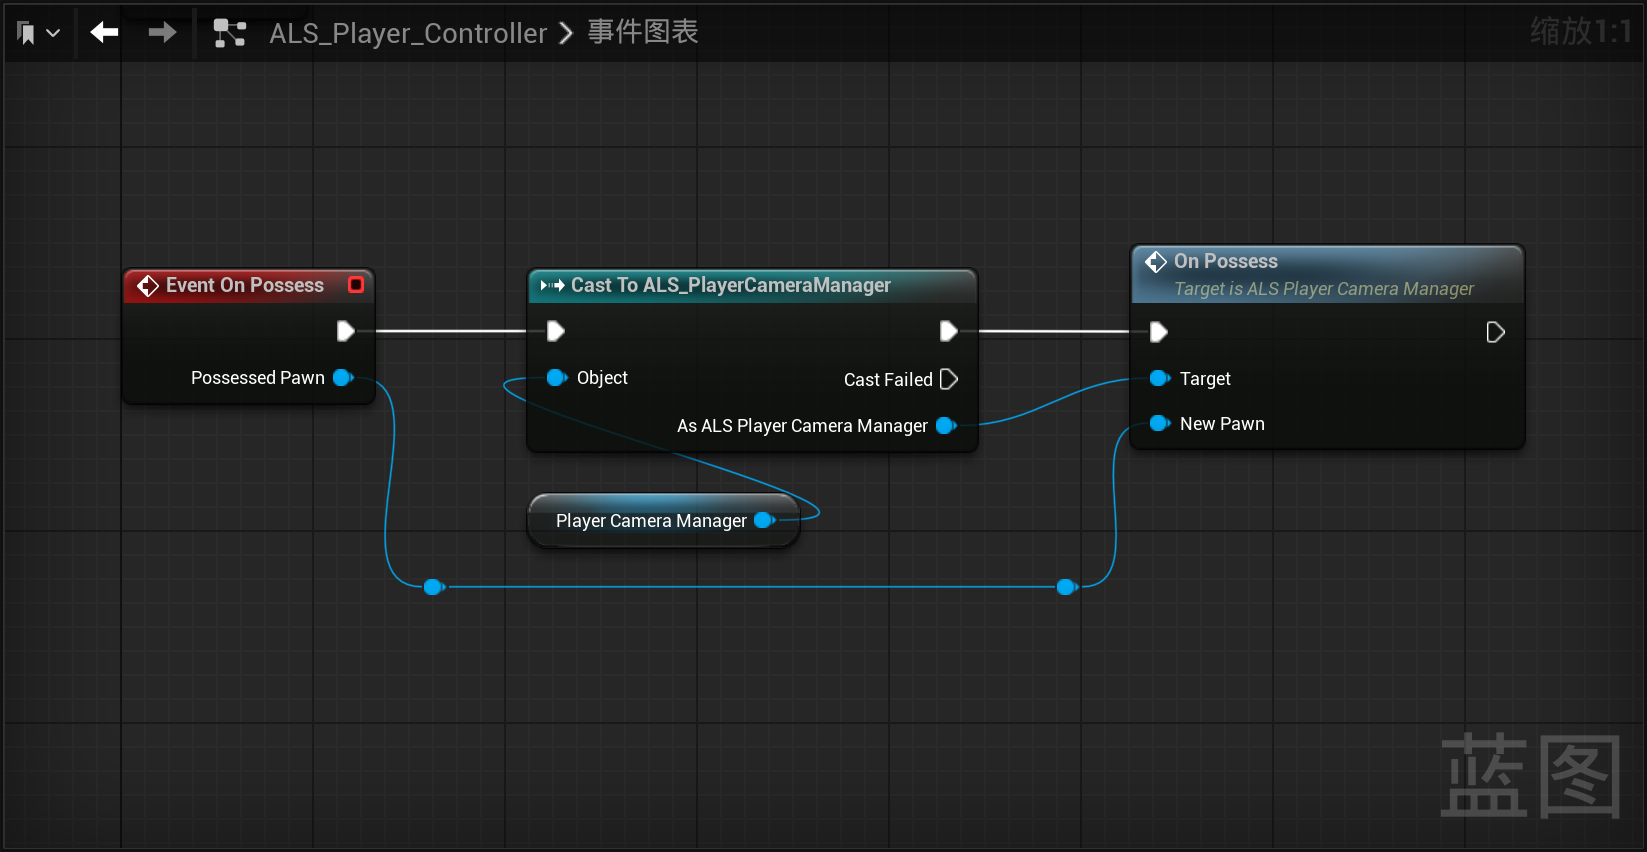 ALS_Player_Controller > 事件图表
缩放1:1
Event On Possess
Possessed Pawn
Cast To ALS_PlayerCameraManager
Object
Cast Failed
As ALS Player Camera Manager
Player Camera Manager
On Possess
Target is ALS Player Camera Manager
Target
New Pawn
蓝图